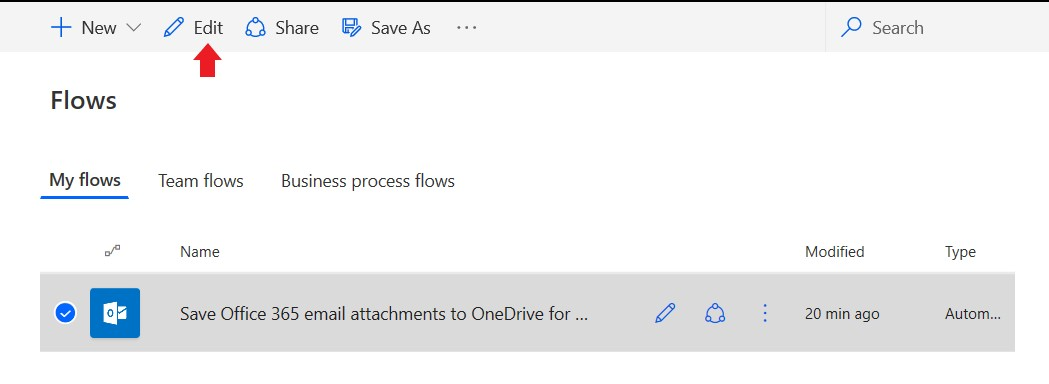 New Edit Share Save As ... Search
Flows
My flows Team flows Business process flows
Name Modified Type
Save Office 365 email attachments to OneDrive for ... 20 min ago Autom...